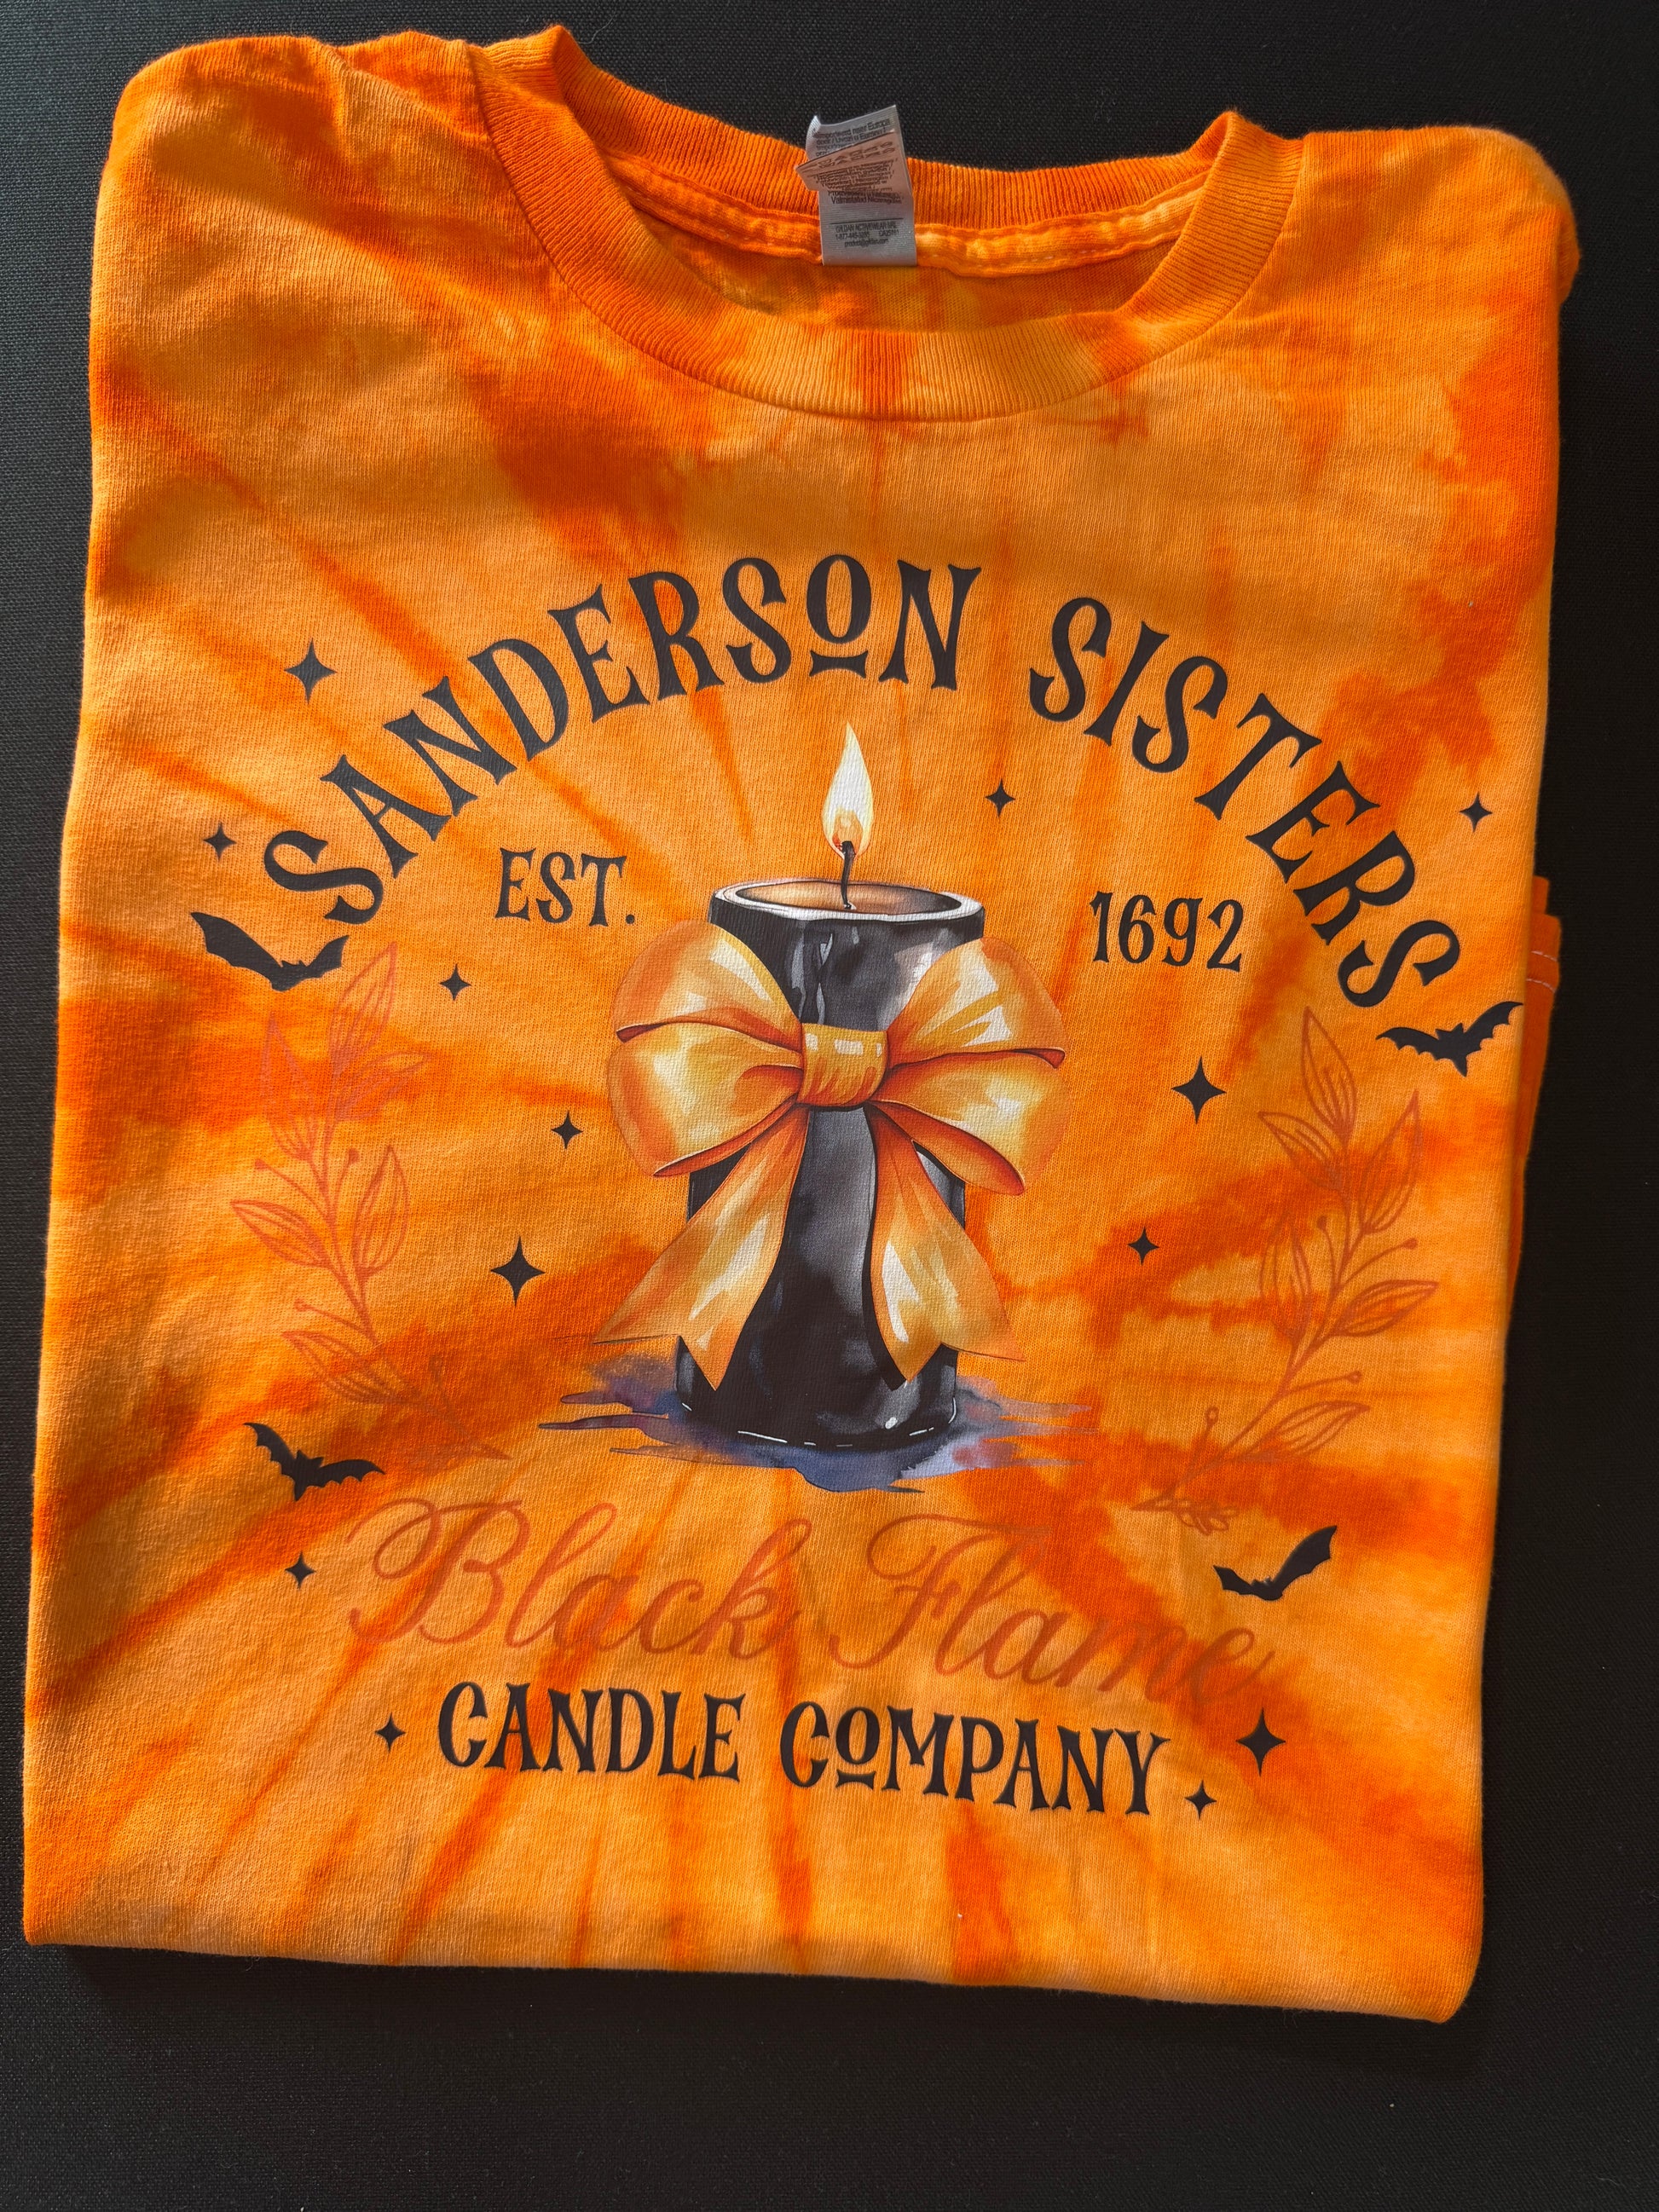 SANDERSON SISTERS
EST. 1692
Black Flame
CANDLE COMPANY